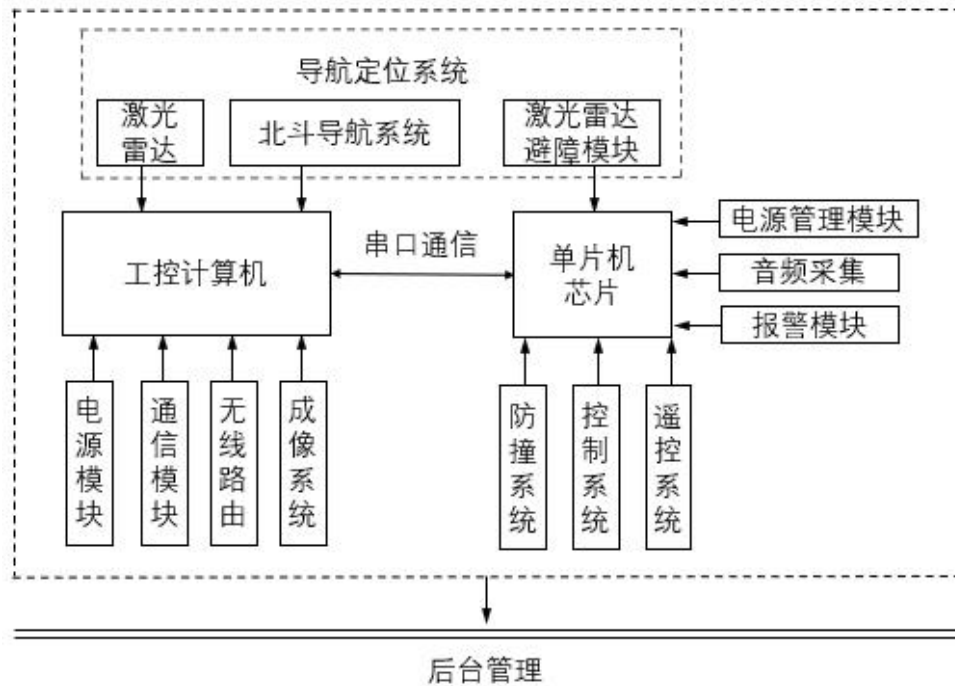 导航定位系统
激光
雷达
北斗导航系统
激光雷达
避障模块
工控计算机
串口通信
单片机
芯片
电源管理模块
音频采集
报警模块
电源模块
通信模块
无线路由
成像系统
防撞系统
控制系统
遥控系统
后台管理